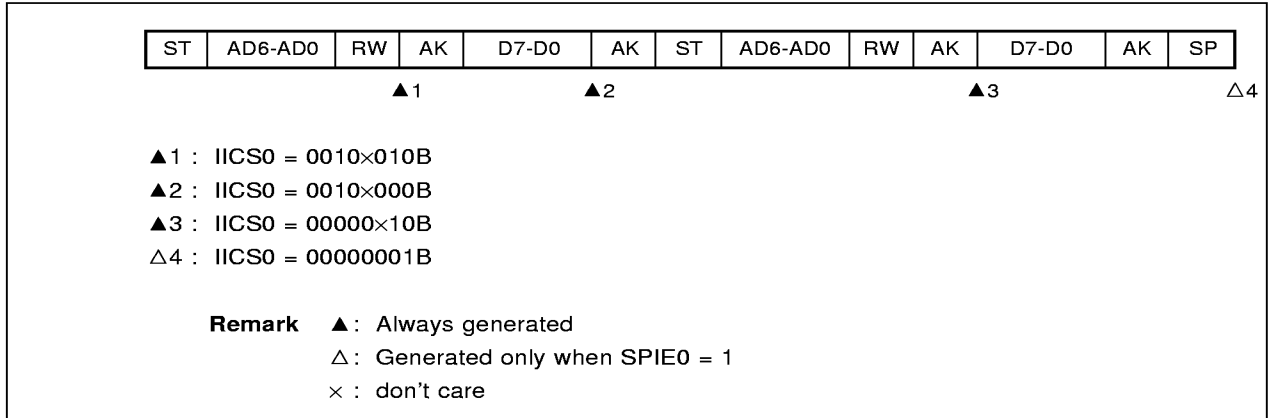 ST AD6-AD0 RW AK D7-D0 AK ST AD6-AD0 RW AK D7-D0 AK SP
▲1 ▲2 ▲3 △4
▲1 : IICS0 = 0010×010B
▲2 : IICS0 = 0010×000B
▲3 : IICS0 = 00000×10B
△4 : IICS0 = 00000001B
Remark ▲ : Always generated
△ : Generated only when SPIE0 = 1
× : don't care